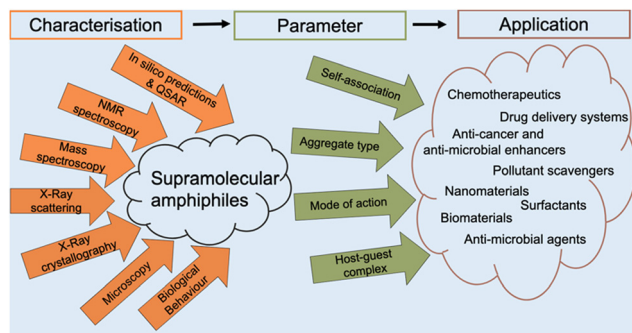 Characterisation
Parameter
Application
In silico predictions
& QSAR
NMR
spectroscopy
Mass
spectroscopy
X-Ray
scattering
X-Ray
crystallography
Microscopy
Biological
Behaviour
Supramolecular
amphiphiles
Self-association
Aggregate type
Mode of action
Host-guest
complex
Chemotherapeutics
Drug delivery systems
Anti-cancer and
anti-microbial enhancers
Pollutant scavengers
Nanomaterials
Surfactants
Biomaterials
Anti-microbial agents